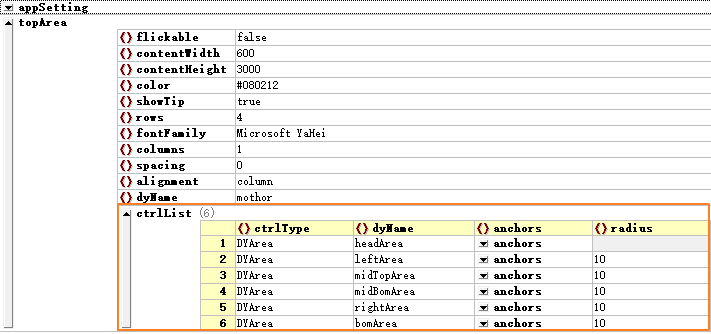 appSetting
topArea
{} flickable false
{} contentWidth 600
{} contentHeight 3000
{} color #080212
{} showTip true
{} rows 4
{} fontFamily Microsoft YaHei
{} columns 1
{} spacing 0
{} alignment column
{} dyName mothor
ctrlList (6)
{} ctrlType {} dyName {} anchors {} radius
1 DYArea headArea anchors
2 DYArea leftArea anchors 10
3 DYArea midTopArea anchors 10
4 DYArea midBomArea anchors 10
5 DYArea rightArea anchors 10
6 DYArea bomArea anchors 10